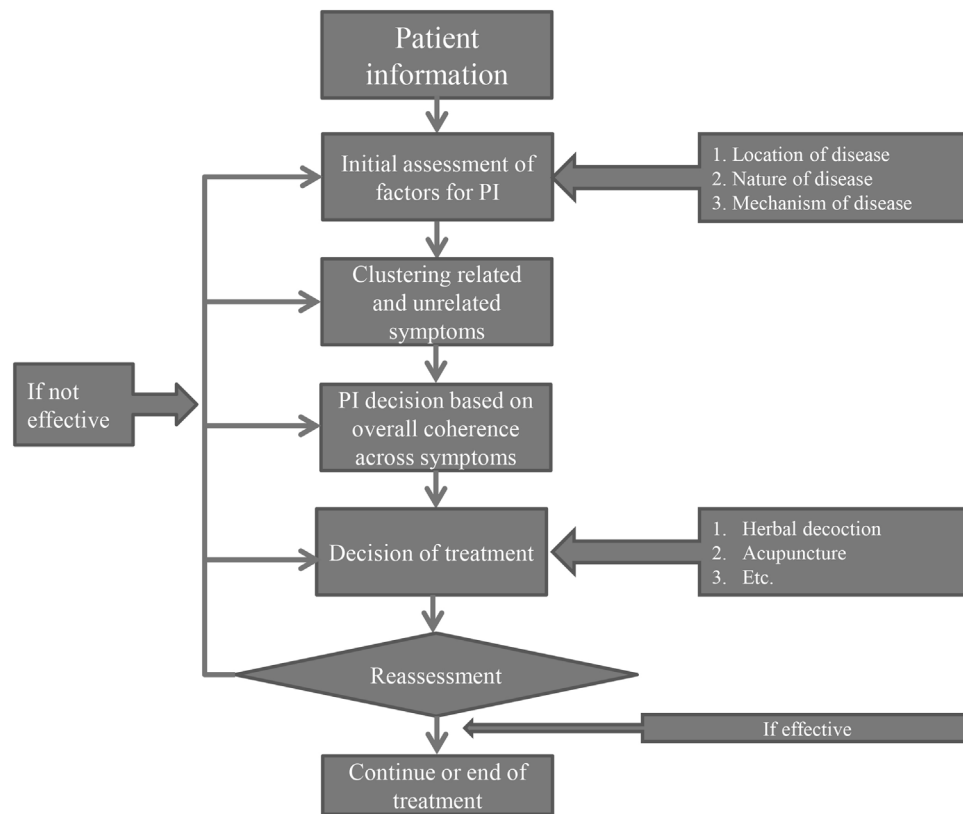 Patient
information
Initial assessment of
factors for PI
1. Location of disease
2. Nature of disease
3. Mechanism of disease
Clustering related
and unrelated
symptoms
If not
effective
PI decision based on
overall coherence
across symptoms
Decision of treatment
1. Herbal decoction
2. Acupuncture
3. Etc.
Reassessment
If effective
Continue or end of
treatment